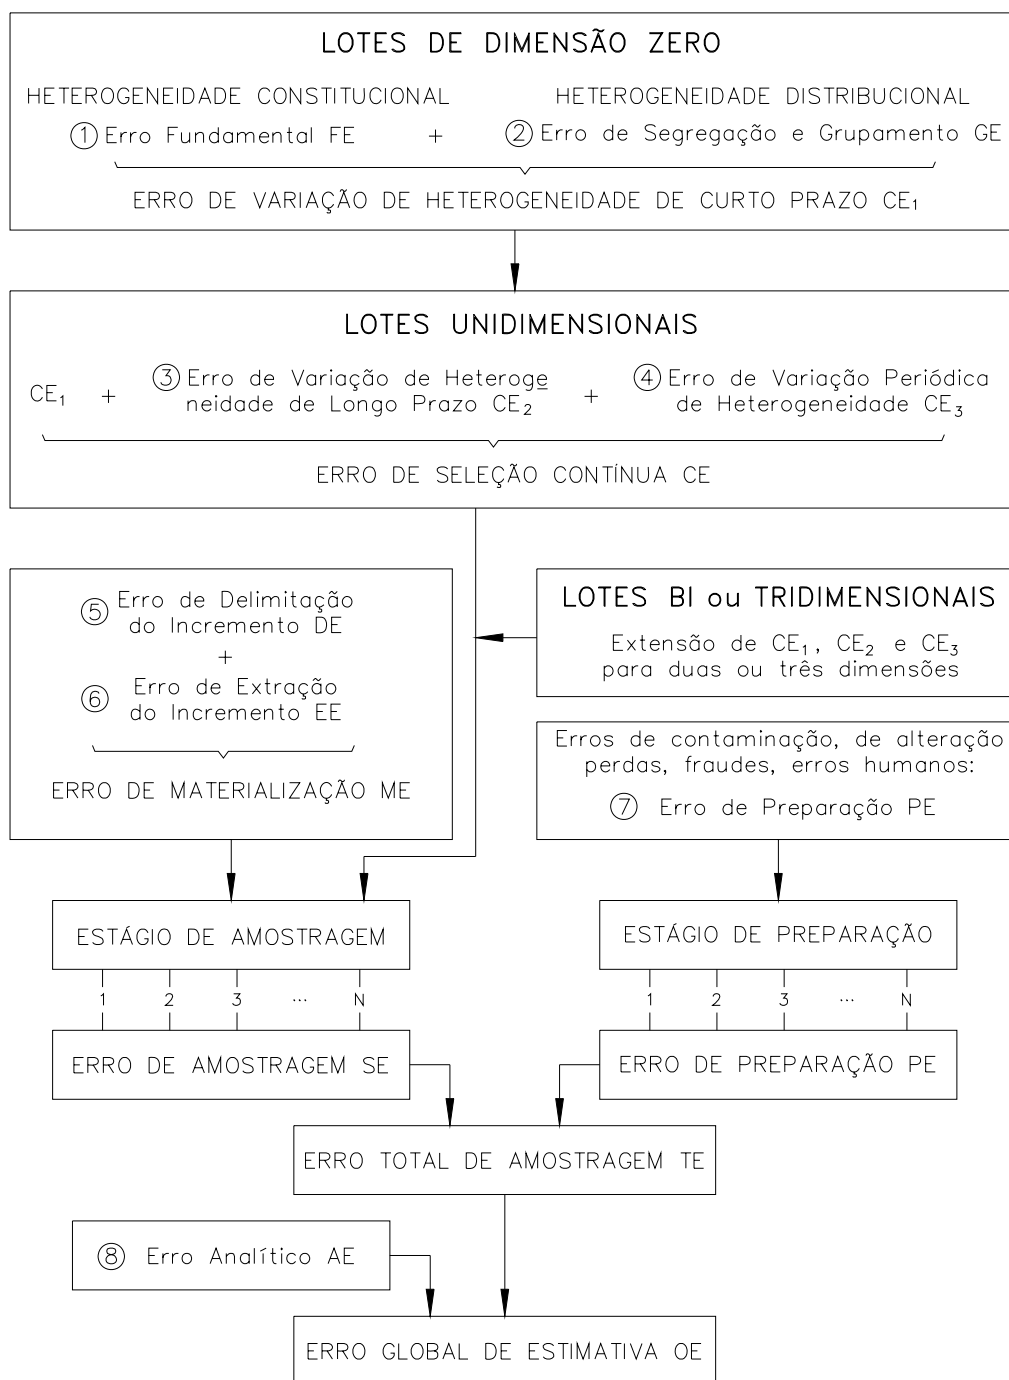 LOTES DE DIMENSÃO ZERO
HETEROGENEIDADE CONSTITUCIONAL
HETEROGENEIDADE DISTRIBUCIONAL
① Erro Fundamental FE + ② Erro de Segregação e Grupamento GE
ERRO DE VARIAÇÃO DE HETEROGENEIDADE DE CURTO PRAZO CE₁
LOTES UNIDIMENSIONAIS
CE₁ +
③ Erro de Variação de Heteroge
neidade de Longo Prazo CE₂
+
④ Erro de Variação Periódica
de Heterogeneidade CE₃
ERRO DE SELEÇÃO CONTÍNUA CE
⑤ Erro de Delimitação
do Incremento DE
+
⑥ Erro de Extração
do Incremento EE
ERRO DE MATERIALIZAÇÃO ME
LOTES BI ou TRIDIMENSIONAIS
Extensão de CE₁, CE₂ e CE₃
para duas ou três dimensões
Erros de contaminação, de alteração
perdas, fraudes, erros humanos:
⑦ Erro de Preparação PE
ESTÁGIO DE AMOSTRAGEM
1 2 3 ... N
ERRO DE AMOSTRAGEM SE
ESTÁGIO DE PREPARAÇÃO
1 2 3 ... N
ERRO DE PREPARAÇÃO PE
ERRO TOTAL DE AMOSTRAGEM TE
⑧ Erro Analítico AE
ERRO GLOBAL DE ESTIMATIVA OE